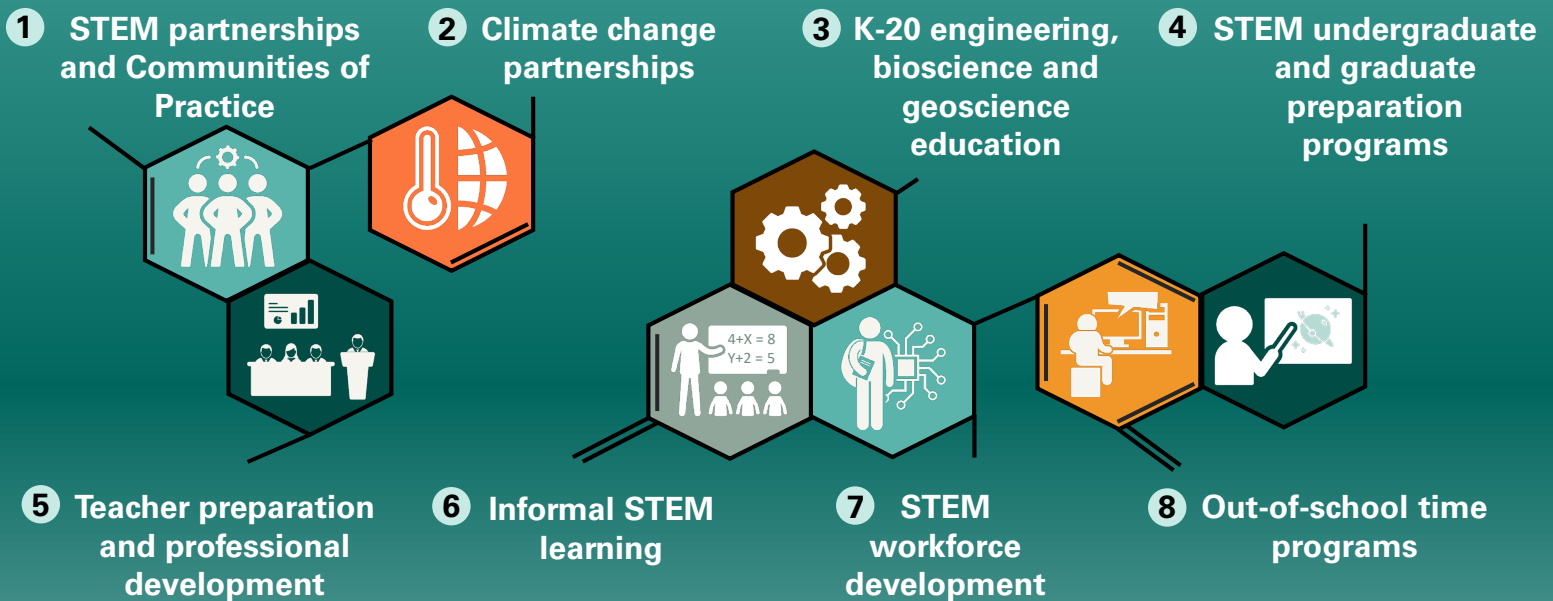 1 STEM partnerships
and Communities of
Practice
2 Climate change
partnerships
3 K-20 engineering,
bioscience and
geoscience
education
4 STEM undergraduate
and graduate
preparation
programs
4+X = 8
Y+2 = 5
5 Teacher preparation
and professional
development
6 Informal STEM
learning
7 STEM
workforce
development
8 Out-of-school time
programs